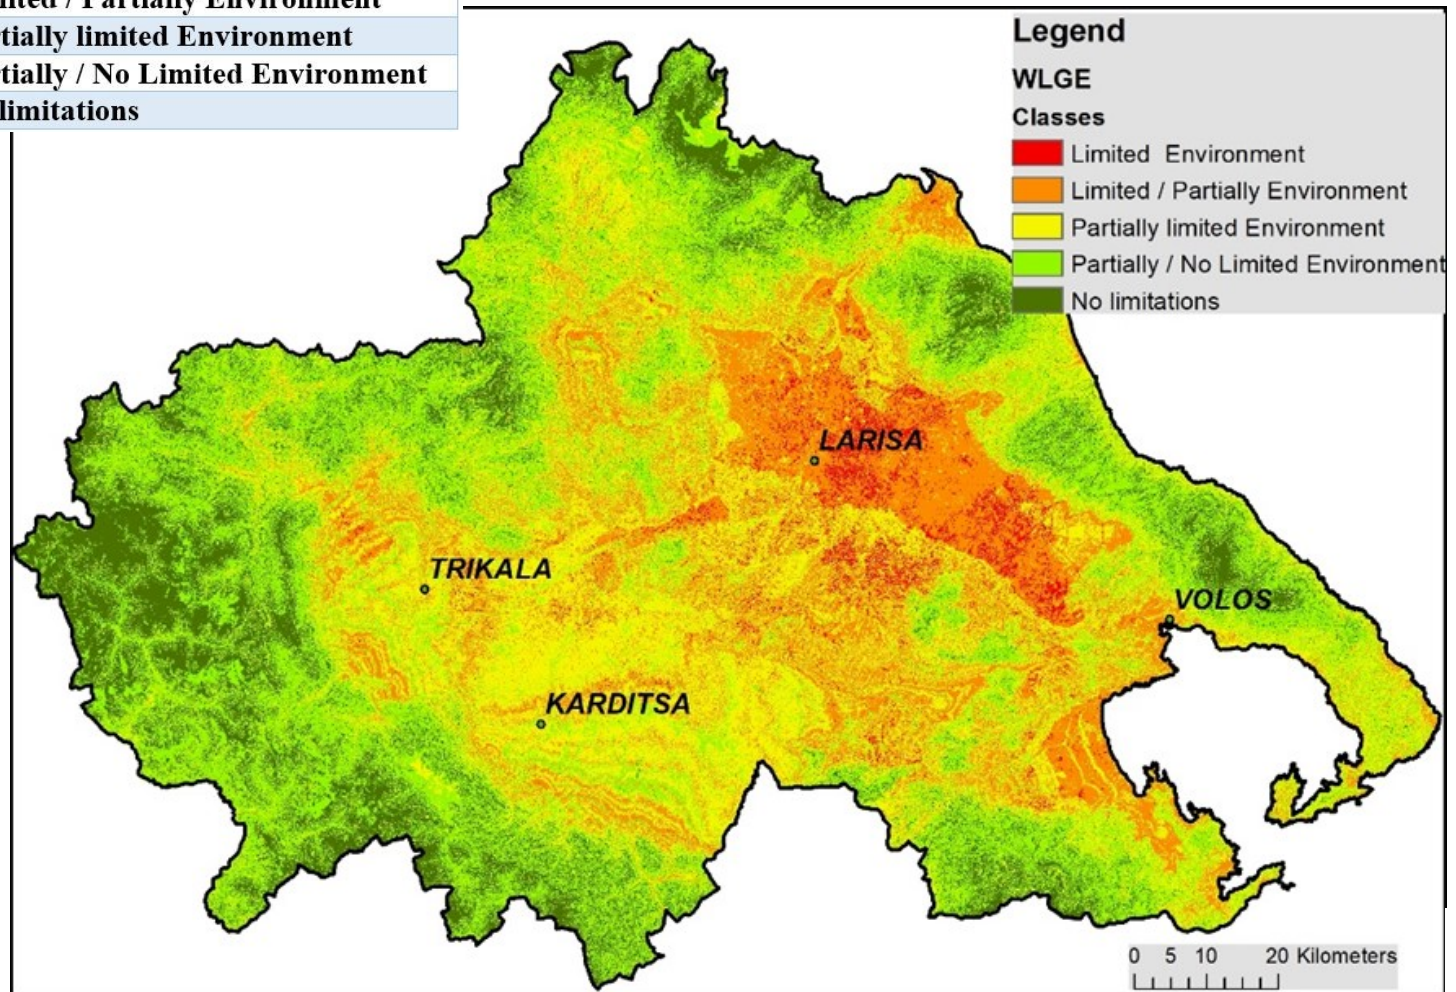 tially limited Environment
tially / No Limited Environment
limitations
Legend
WLGE
Classes
Limited Environment
Limited / Partially Environment
Partially limited Environment
Partially / No Limited Environment
No limitations
LARISA
TRIKALA
VOLOS
KARDITSA
0 5 10 20 Kilometers